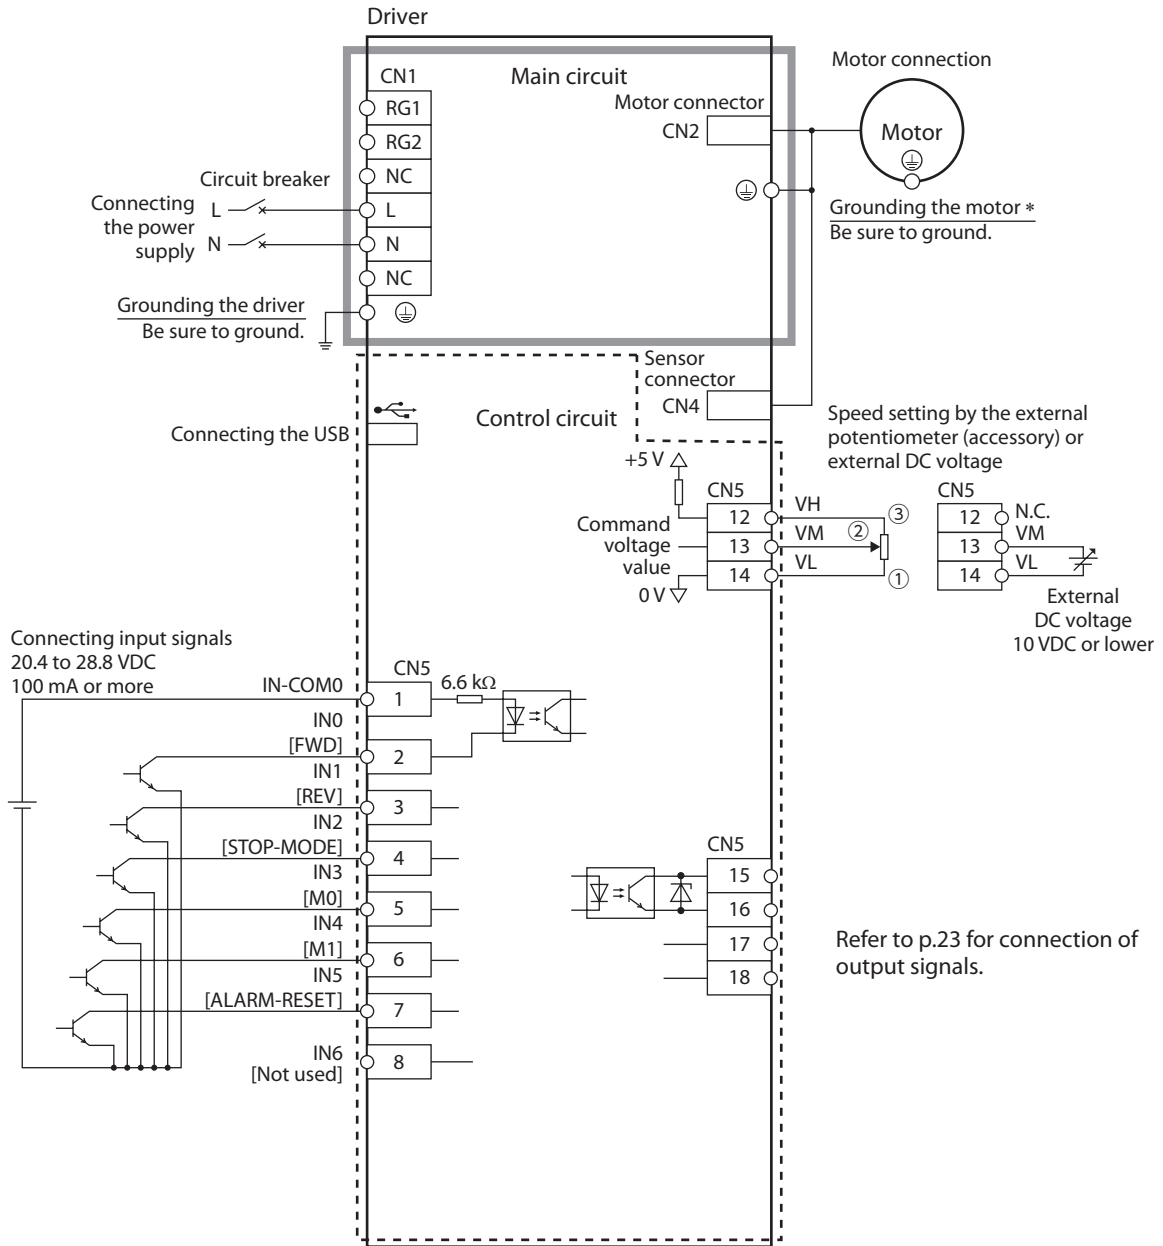 Driver
CN1
Main circuit
Motor connection
RG1
Motor connector
CN2
Motor
RG2
NC
Circuit breaker
Connecting
the power
supply
L
L
N
N
Grounding the motor *
Be sure to ground.
NC
Grounding the driver
Be sure to ground.
Sensor
connector
CN4
Control circuit
Connecting the USB
Speed setting by the external
potentiometer (accessory) or
external DC voltage
+5 V
CN5
CN5
Command
voltage
value
12
VH
③
12
N.C.
13
VM
②
13
VM
14
VL
①
14
VL
0 V
External
DC voltage
10 VDC or lower
Connecting input signals
20.4 to 28.8 VDC
100 mA or more
CN5
IN-COM0
1
6.6 kΩ
IN0
[FWD]
2
IN1
[REV]
3
IN2
[STOP-MODE]
4
IN3
[M0]
5
IN4
[M1]
6
IN5
[ALARM-RESET]
7
IN6
[Not used]
8
CN5
15
16
17
18
Refer to p.23 for connection of
output signals.